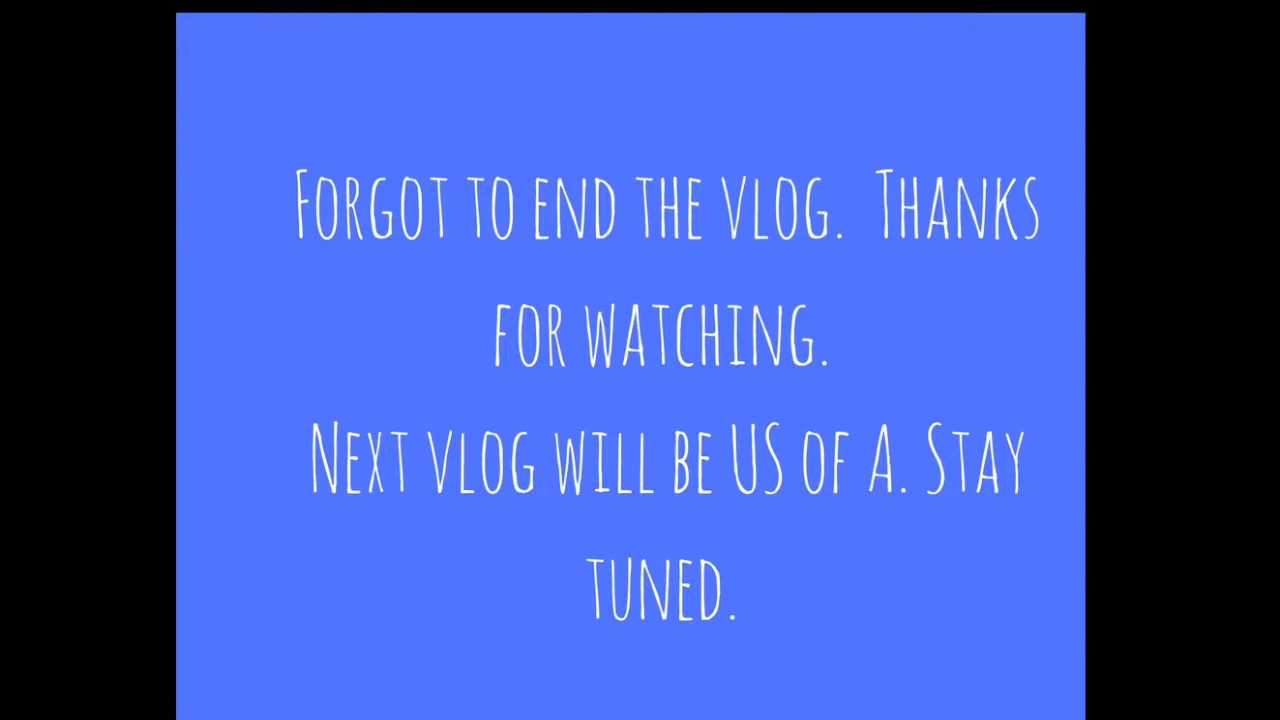 Forgot to end the vlog. Thanks
for watching.
Next vlog will be US of A. Stay
tuned.